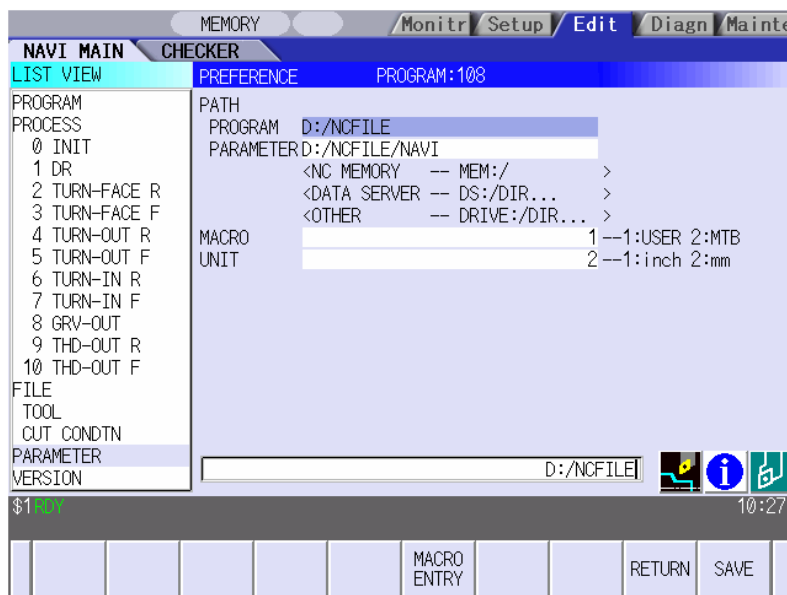 MEMORY
Monitr Setup Edit Diagn Mainte
NAVI MAIN CHECKER
LIST VIEW
PREFERENCE PROGRAM:108
PROGRAM
PROCESS
0 INIT
1 DR
2 TURN-FACE R
3 TURN-FACE F
4 TURN-OUT R
5 TURN-OUT F
6 TURN-IN R
7 TURN-IN F
8 GRV-OUT
9 THD-OUT R
10 THD-OUT F
FILE
TOOL
CUT CONDTN
PARAMETER
VERSION
PATH
PROGRAM D:/NCFILE
PARAMETER D:/NCFILE/NAVI
<NC MEMORY -- MEM:/ >
<DATA SERVER -- DS:/DIR... >
<OTHER -- DRIVE:/DIR... >
MACRO 1 --1:USER 2:MTB
UNIT 2 --1:inch 2:mm
D:/NCFILE
$1 RDY 10:27
MACRO ENTRY RETURN SAVE